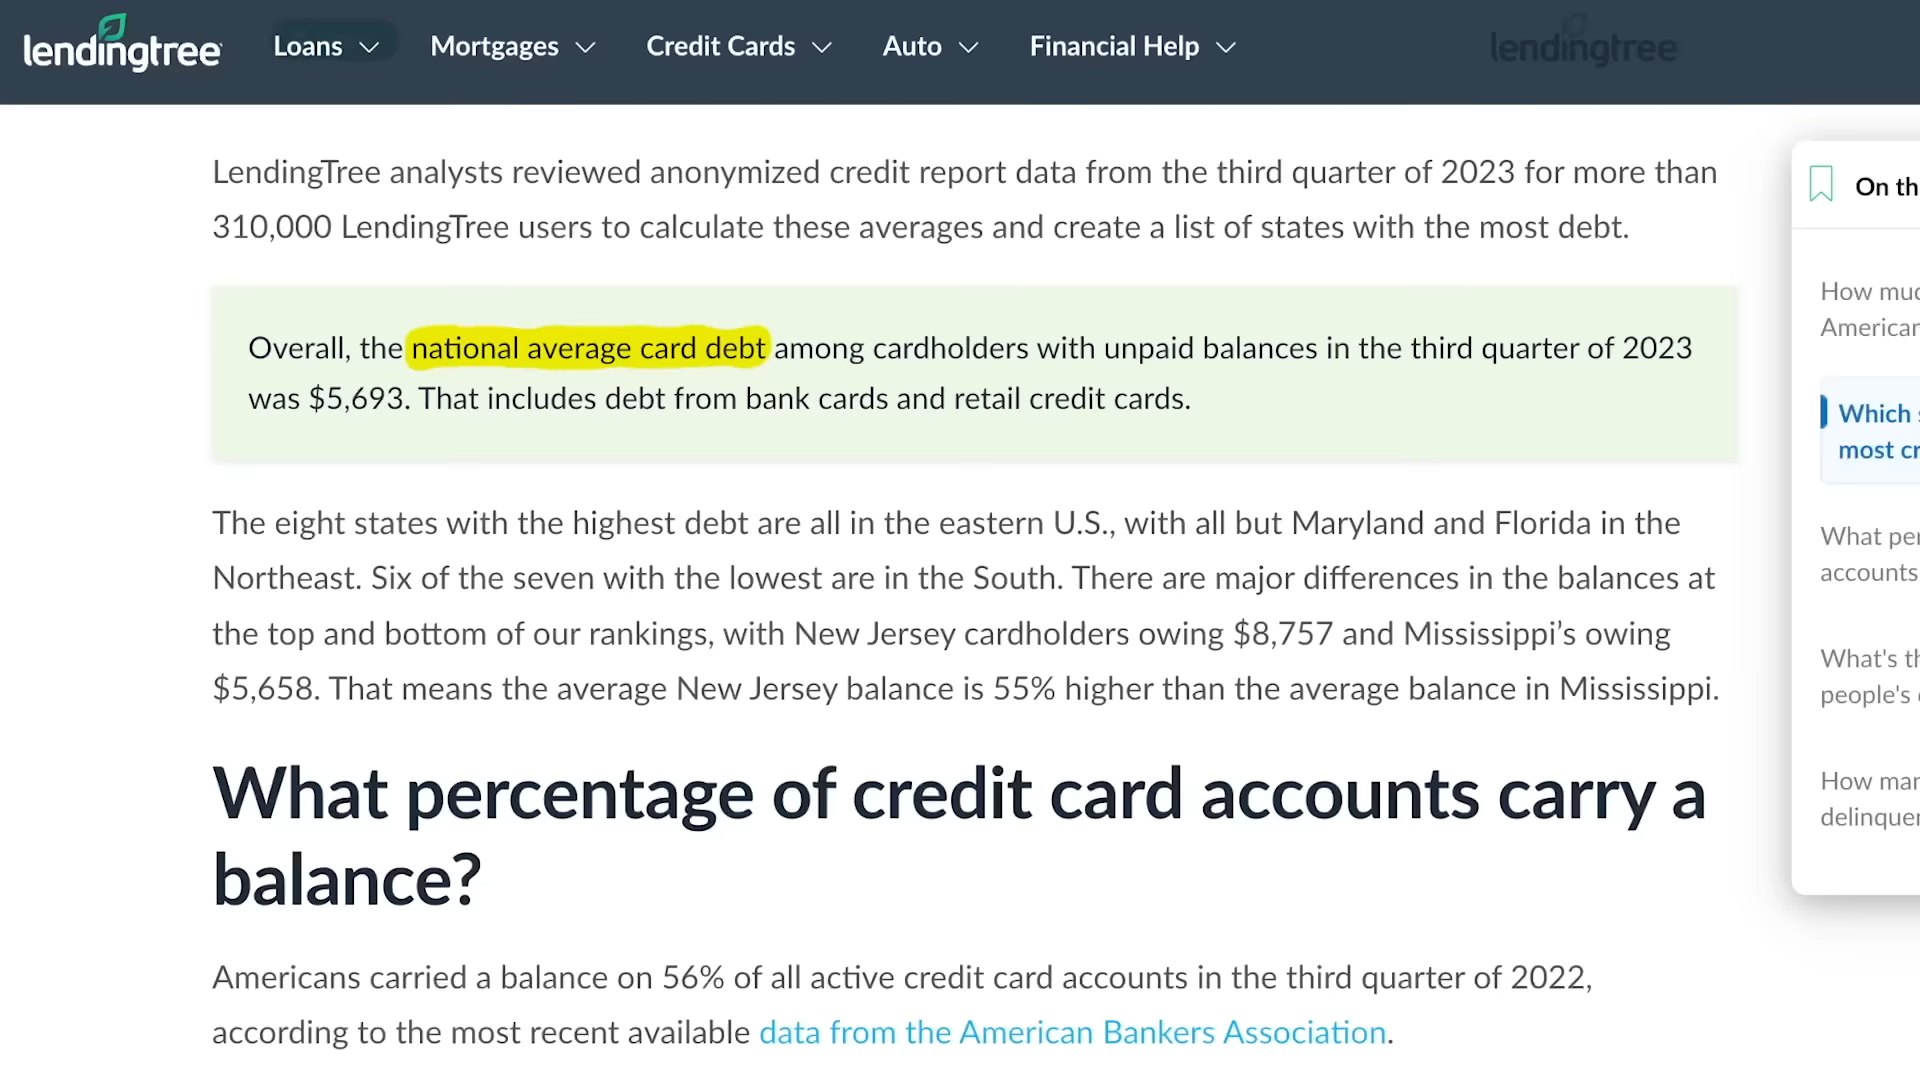 lendingtree
Loans
Mortgages
Credit Cards
Auto
Financial Help
lendingtree
LendingTree analysts reviewed anonymized credit report data from the third quarter of 2023 for more than
310,000 LendingTree users to calculate these averages and create a list of states with the most debt.
Overall, the national average card debt among cardholders with unpaid balances in the third quarter of 2023
was $5,693. That includes debt from bank cards and retail credit cards.
The eight states with the highest debt are all in the eastern U.S., with all but Maryland and Florida in the
Northeast. Six of the seven with the lowest are in the South. There are major differences in the balances at
the top and bottom of our rankings, with New Jersey cardholders owing $8,757 and Mississippi’s owing
$5,658. That means the average New Jersey balance is 55% higher than the average balance in Mississippi.
What percentage of credit card accounts carry a
balance?
Americans carried a balance on 56% of all active credit card accounts in the third quarter of 2022,
according to the most recent available data from the American Bankers Association.
On
How
Which
most
What
accounts
What's
people's
How